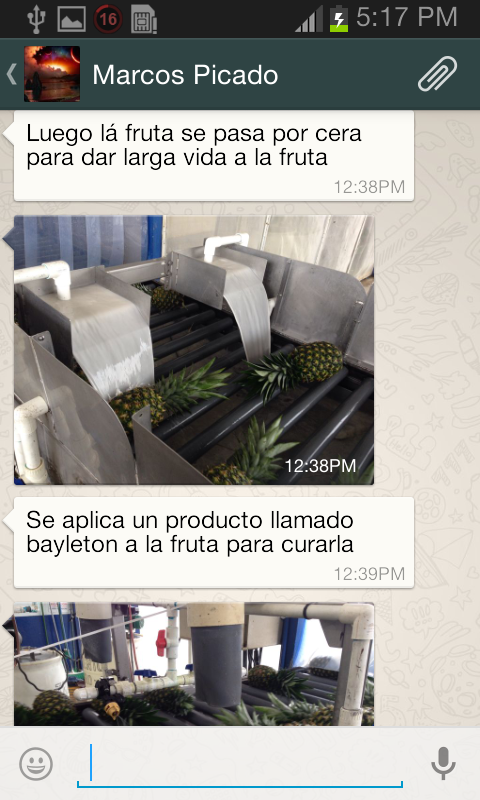 16
5:17 PM
Marcos Picado
Luego lá fruta se pasa por cera
para dar larga vida a la fruta
12:38PM
12:38PM
Se aplica un producto llamado
bayleton a la fruta para curarla
12:39PM